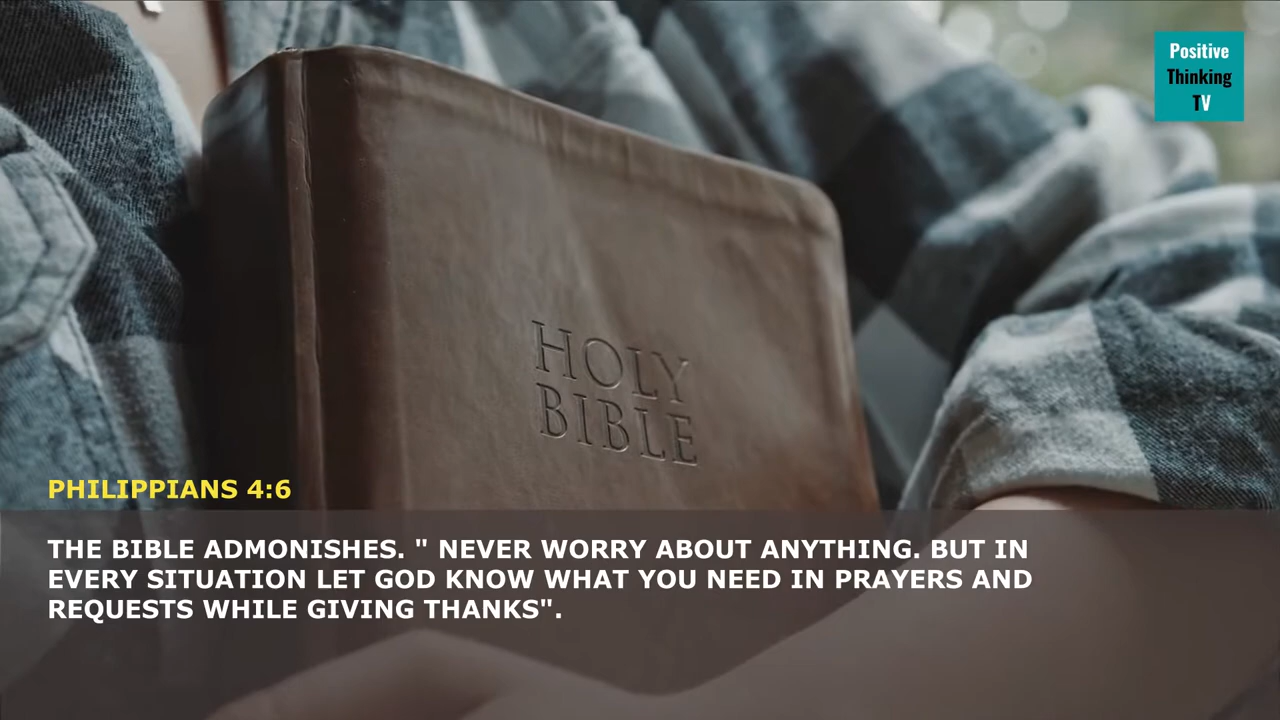 Positive
Thinking
TV
HOLY
BIBLE
PHILIPPIANS 4:6
THE BIBLE ADMONISHES. " NEVER WORRY ABOUT ANYTHING. BUT IN
EVERY SITUATION LET GOD KNOW WHAT YOU NEED IN PRAYERS AND
REQUESTS WHILE GIVING THANKS".